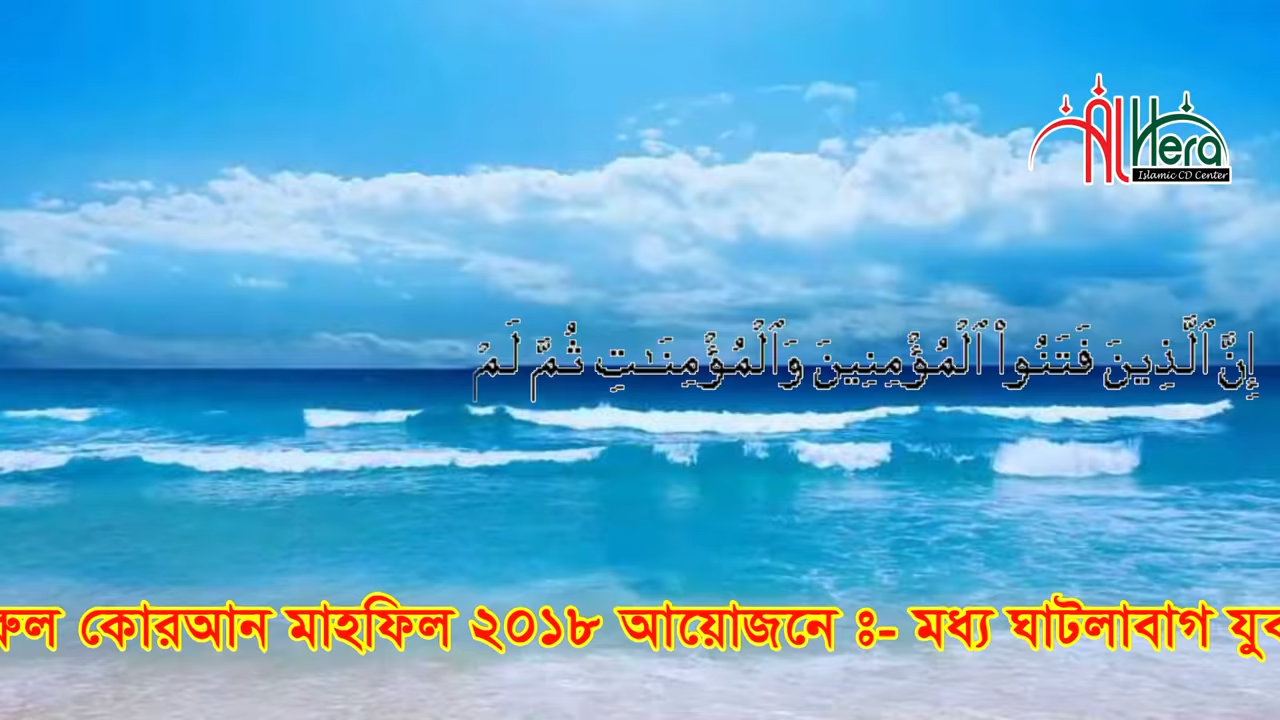 AL Hera
Islamic CD Center
إِنَّ ٱلَّذِينَ فَتَنُوا۟ ٱلْمُؤْمِنِينَ وَٱلْمُؤْمِنَـٰتِ ثُمَّ لَمْ
কোরআন মাহফিল ২০১৮ আয়োজনে ঃ- মধ্য ঘাটলাবাগ